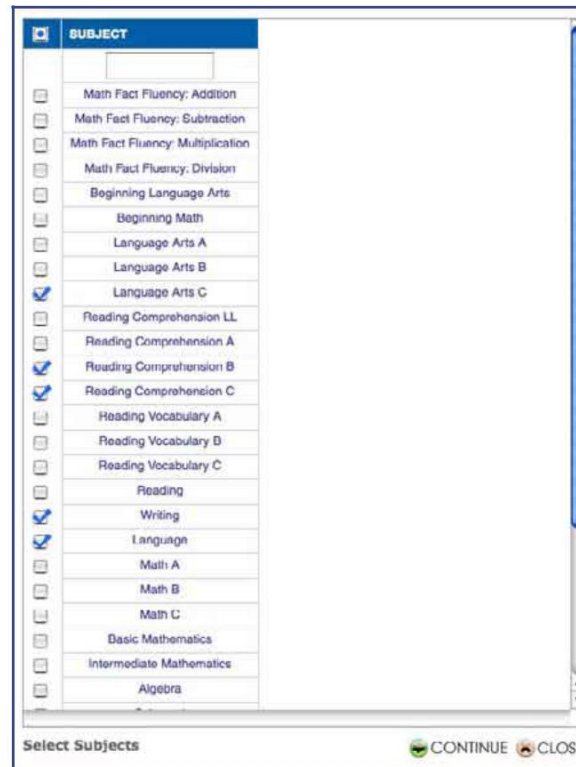 SUBJECT
Math Fact Fluency: Addition
Math Fact Fluency: Subtraction
Math Fact Fluency: Multiplication
Math Fact Fluency: Division
Beginning Language Arts
Beginning Math
Language Arts A
Language Arts B
Language Arts C
Reading Comprehension LL
Reading Comprehension A
Reading Comprehension B
Reading Comprehension C
Reading Vocabulary A
Reading Vocabulary B
Reading Vocabulary C
Reading
Writing
Language
Math A
Math B
Math C
Basic Mathematics
Intermediate Mathematics
Algebra
Select Subjects CONTINUE CLOS